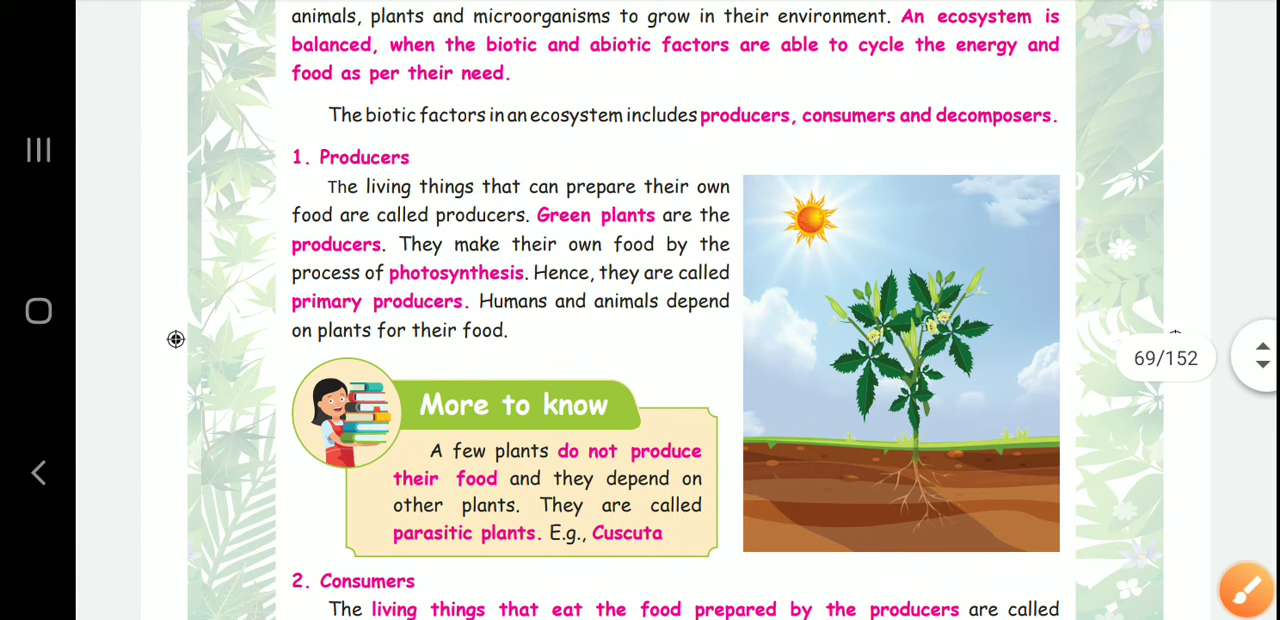 animals, plants and microorganisms to grow in their environment. An ecosystem is
balanced, when the biotic and abiotic factors are able to cycle the energy and
food as per their need.
The biotic factors in an ecosystem includes producers, consumers and decomposers.
1. Producers
The living things that can prepare their own
food are called producers. Green plants are the
producers. They make their own food by the
process of photosynthesis. Hence, they are called
primary producers. Humans and animals depend
on plants for their food.
More to know
A few plants do not produce
their food and they depend on
other plants. They are called
parasitic plants. E.g., Cuscuta
69/152
2. Consumers
The living things that eat the food prepared by the producers are called